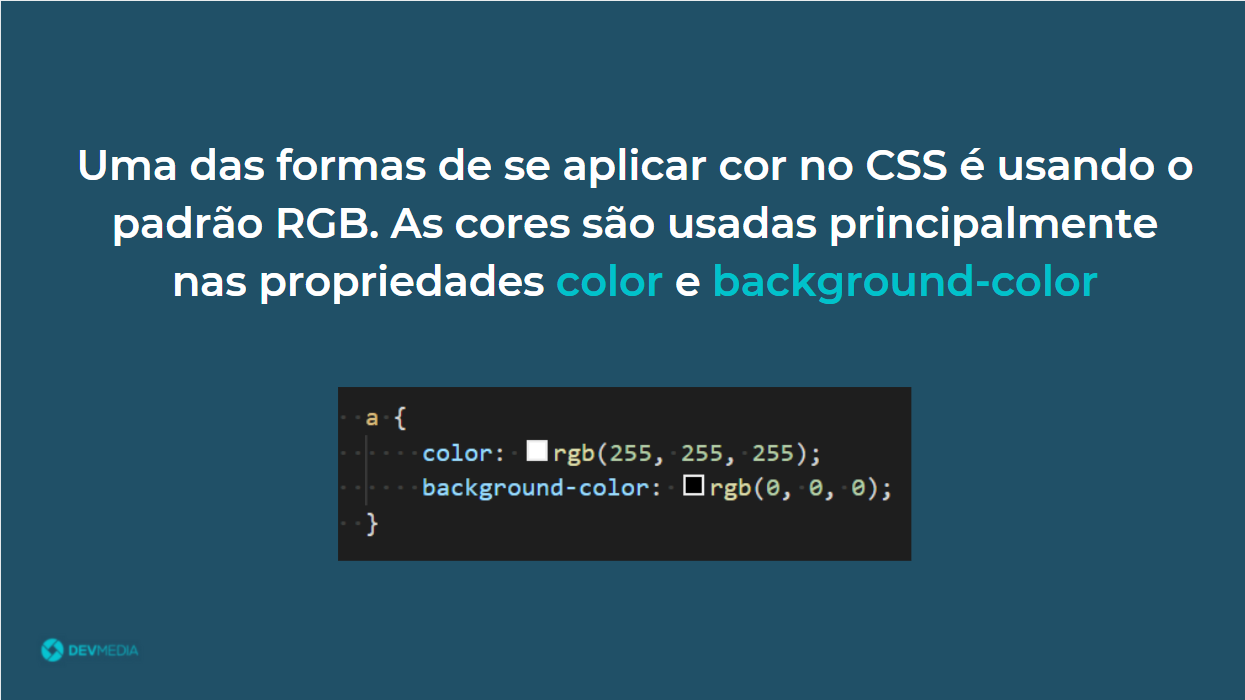 Uma das formas de se aplicar cor no CSS é usando o
padrão RGB. As cores são usadas principalmente
nas propriedades color e background-color
a {
color: rgb(255, 255, 255);
background-color: rgb(0, 0, 0);
}
DEVMEDIA